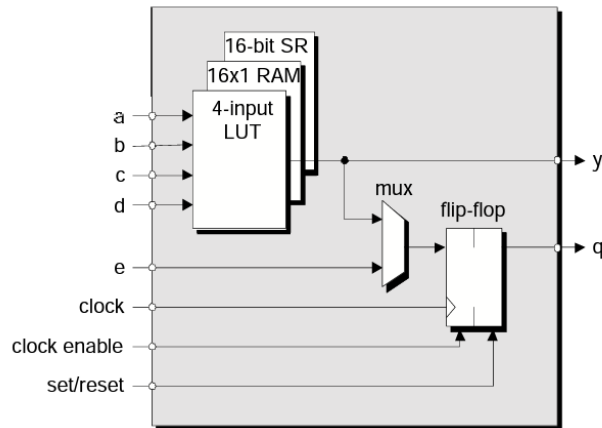 16-bit SR
16x1 RAM
4-input
LUT
a
b
c
d
e
clock
clock enable
set/reset
mux
flip-flop
y
q